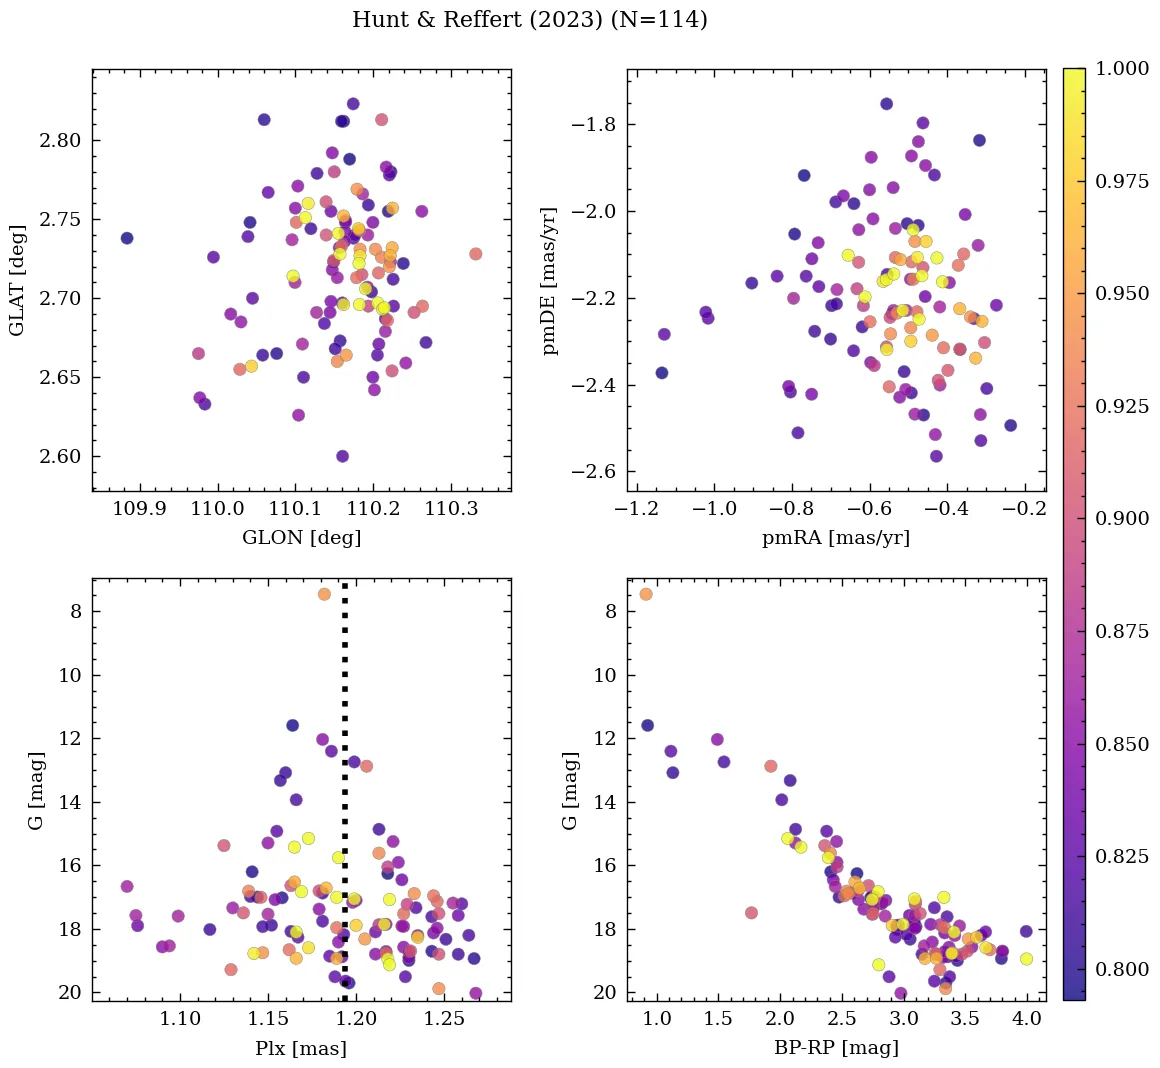 Hunt & Reffert (2023) (N=114)
2.80
2.75
2.70
2.65
2.60
GLAT [deg]
109.9 110.0 110.1 110.2 110.3
GLON [deg]
−1.8
−2.0
−2.2
−2.4
−2.6
pmDE [mas/yr]
−1.2 −1.0 −0.8 −0.6 −0.4 −0.2
pmRA [mas/yr]
8
10
12
14
16
18
20
G [mag]
1.10 1.15 1.20 1.25
Plx [mas]
8
10
12
14
16
18
20
G [mag]
1.0 1.5 2.0 2.5 3.0 3.5 4.0
BP-RP [mag]
1.000
0.975
0.950
0.925
0.900
0.875
0.850
0.825
0.800